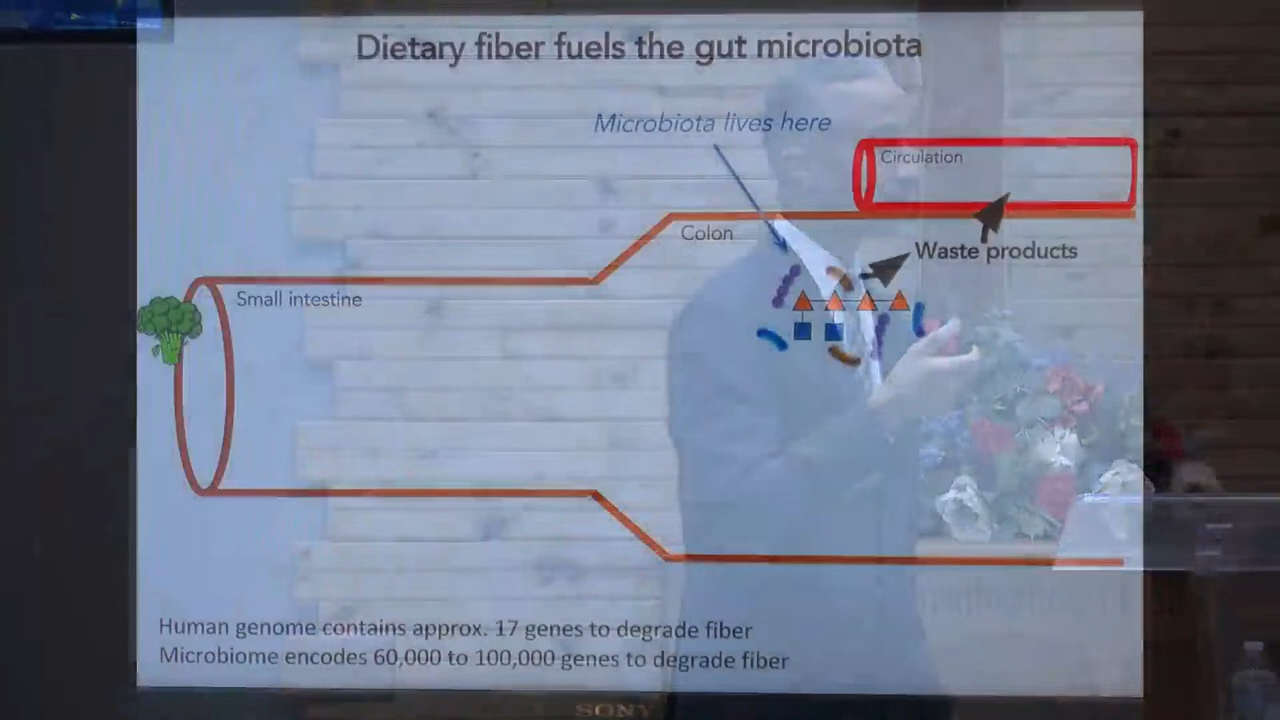 Dietary fiber fuels the gut microbiota
Microbiota lives here
Circulation
Colon
Waste products
Small intestine
Human genome contains approx. 17 genes to degrade fiber
Microbiome encodes 60,000 to 100,000 genes to degrade fiber
SONY